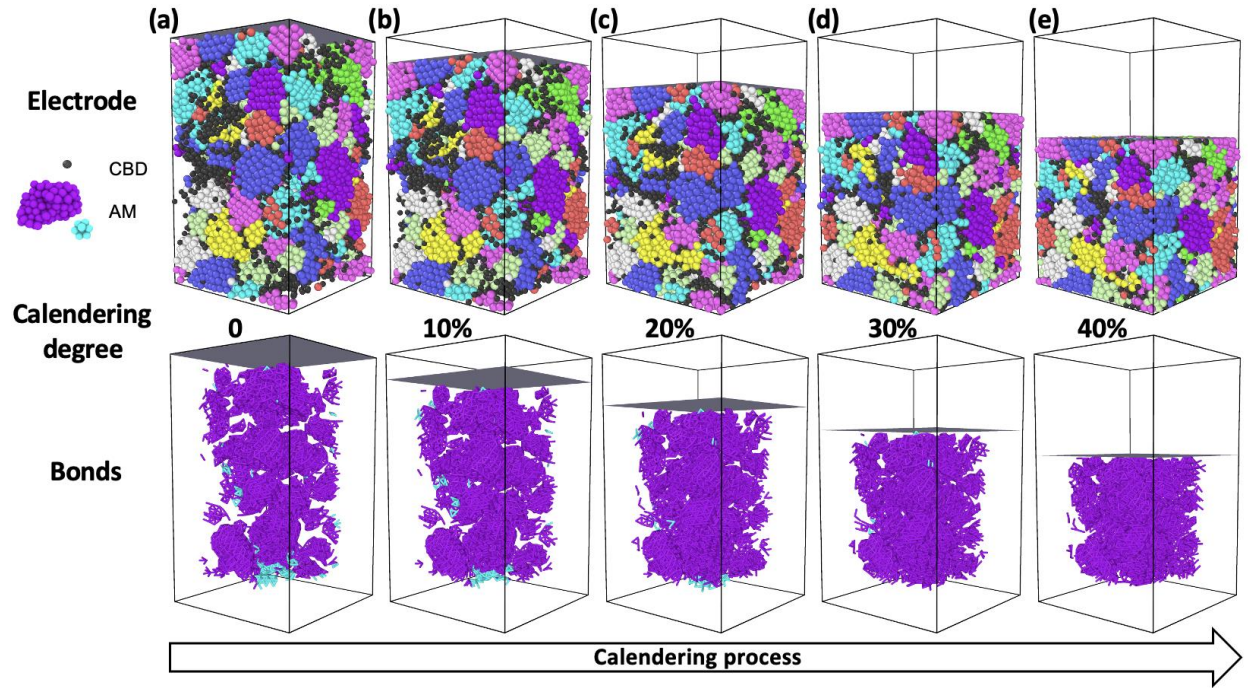 (a) (b) (c) (d) (e)
Electrode
CBD
AM
Calendering
degree
0 10% 20% 30% 40%
Bonds
Calendering process